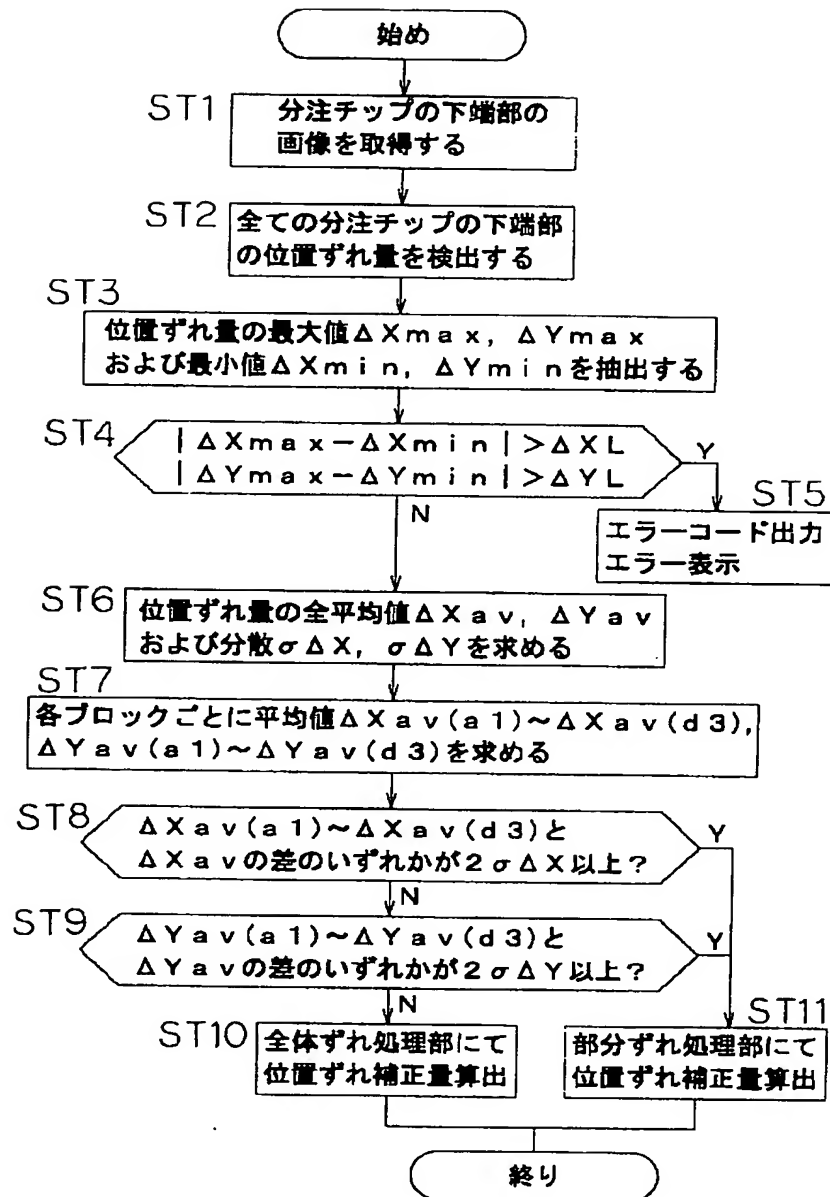 始め
ST1
分注チップの下端部の
画像を取得する
ST2
全ての分注チップの下端部
の位置ずれ量を検出する
ST3
位置ずれ量の最大値ΔXmax,ΔYmax
および最小値ΔXmin,ΔYminを抽出する
ST4
|ΔXmax-ΔXmin|>ΔXL
|ΔYmax-ΔYmin|>ΔYL
Y
N
ST5
エラーコード出力
エラー表示
ST6
位置ずれ量の全平均値ΔXav,ΔYav
および分散σΔX,σΔYを求める
ST7
各ブロックごとに平均値ΔXav(a1)~ΔXav(d3),
ΔYav(a1)~ΔYav(d3)を求める
ST8
ΔXav(a1)~ΔXav(d3)と
ΔXavの差のいずれかが2σΔX以上?
Y
N
ST9
ΔYav(a1)~ΔYav(d3)と
ΔYavの差のいずれかが2σΔY以上?
Y
N
ST10
全体ずれ処理部にて
位置ずれ補正量算出
ST11
部分ずれ処理部にて
位置ずれ補正量算出
終り